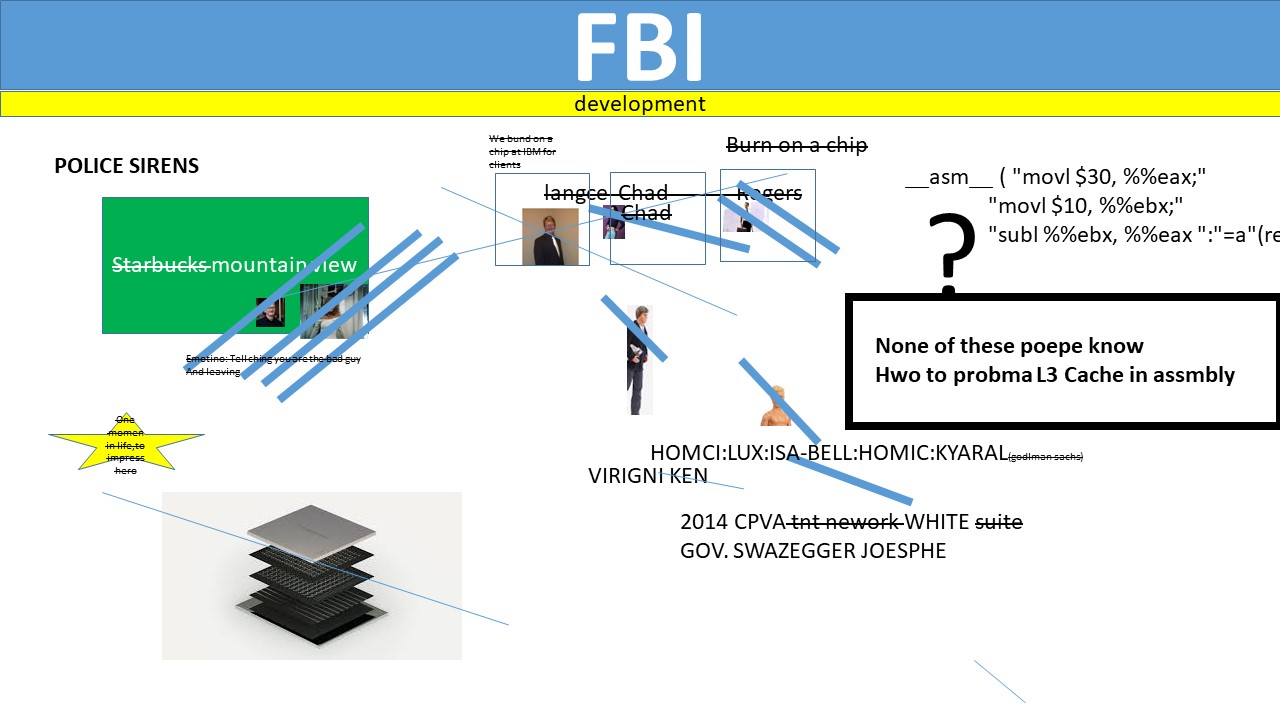 FBI
development
We bund on a
chip at IBM for
clients
Burn on a chip
POLICE SIRENS
langce Chad Rogers
Chad
__asm__ ( "movl $30, %%eax;"
"movl $10, %%ebx;"
"subl %%ebx, %%eax ":"=a"(re
?
Starbucks mountain view
None of these poepe know
Hwo to probma L3 Cache in assmbly
Emotino: Tell ching you are the bad guy
And leaving
One
momen
in life,to
impress
hero
HOMCI:LUX:ISA-BELL:HOMIC:KYARAL(godlman sachs)
VIRIGNI KEN
2014 CPVA tnt nework WHITE suite
GOV. SWAZEGGER JOESPHE